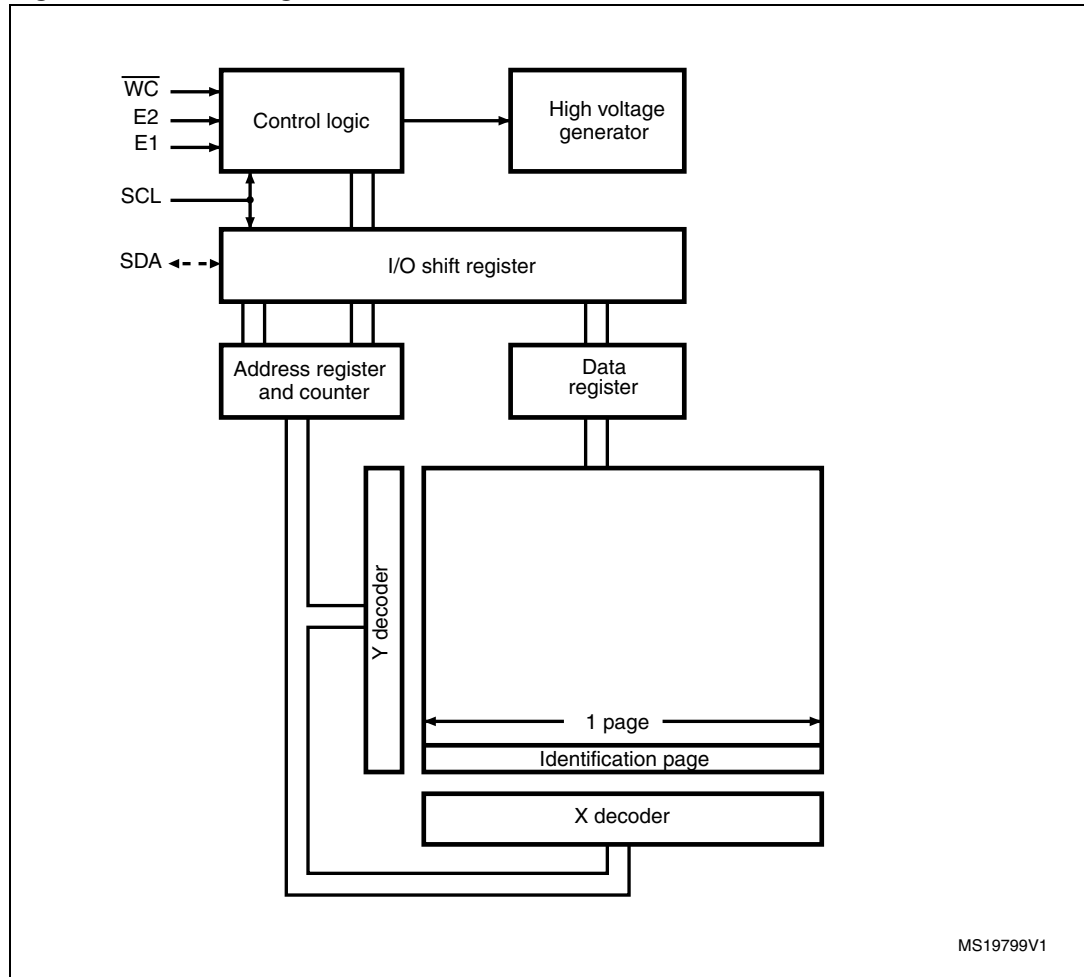 W̅C̅
E2
E1
Control logic
High voltage
generator
SCL
SDA
I/O shift register
Address register
and counter
Data
register
Y decoder
1 page
Identification page
X decoder
MS19799V1